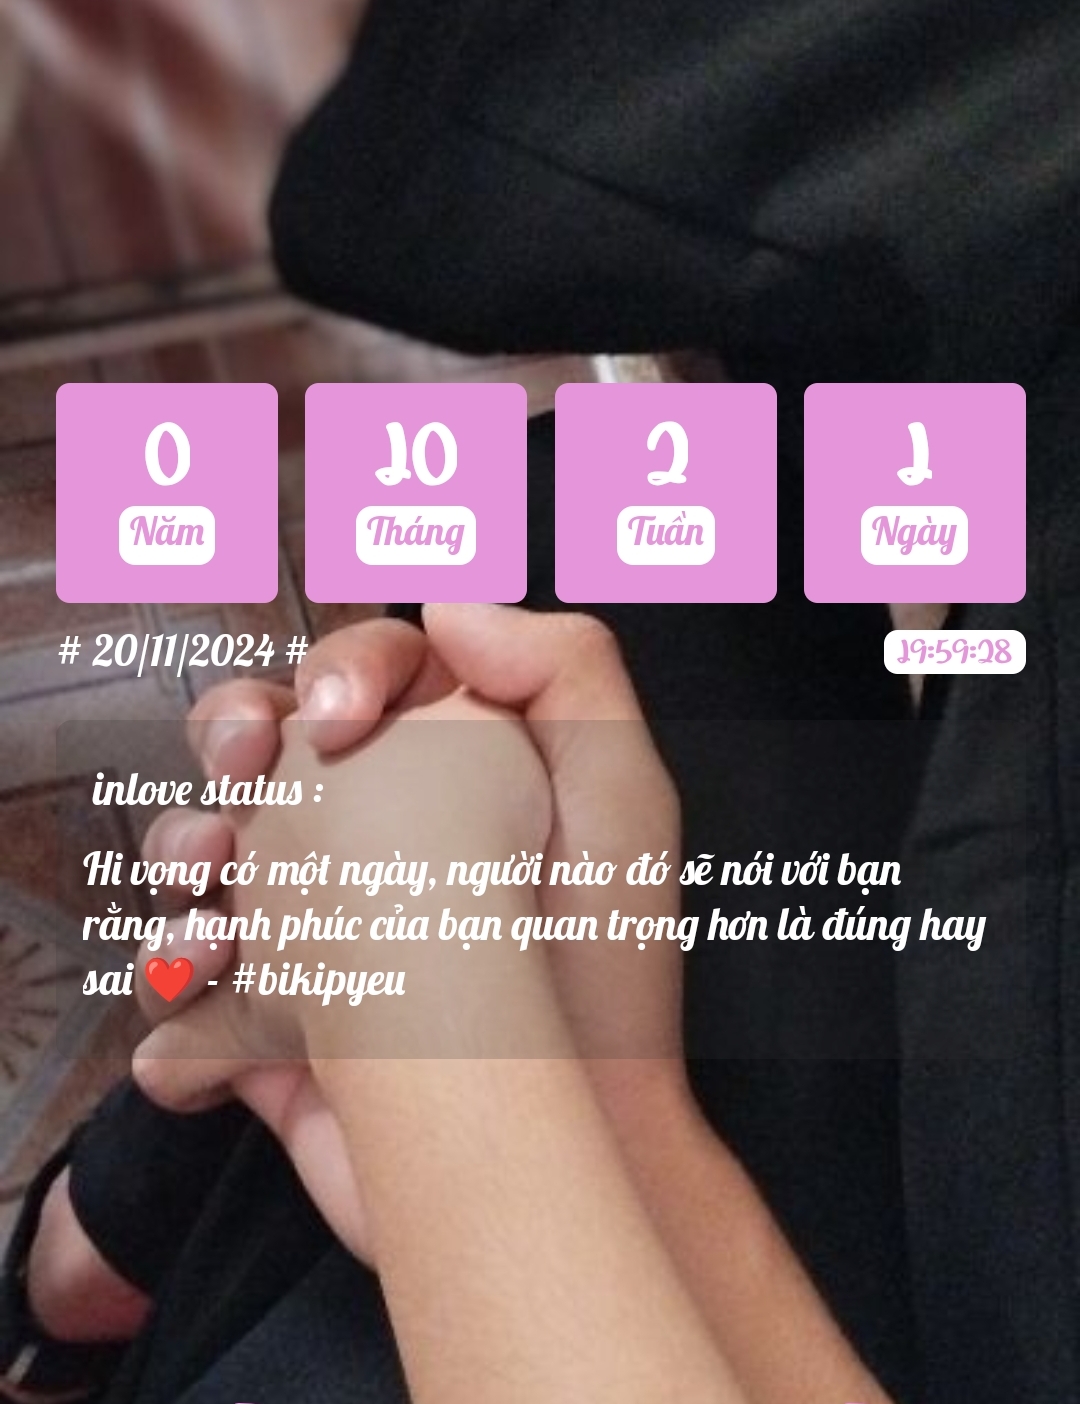 0
10
2
1
Năm
Tháng
Tuần
Ngày
# 20/11/2024 #
19:59:28
inlove status :
Hi vọng có một ngày, người nào đó sẽ nói với bạn
rằng, hạnh phúc của bạn quan trọng hơn là đúng hay
sai ❤️ - #bikipyeu